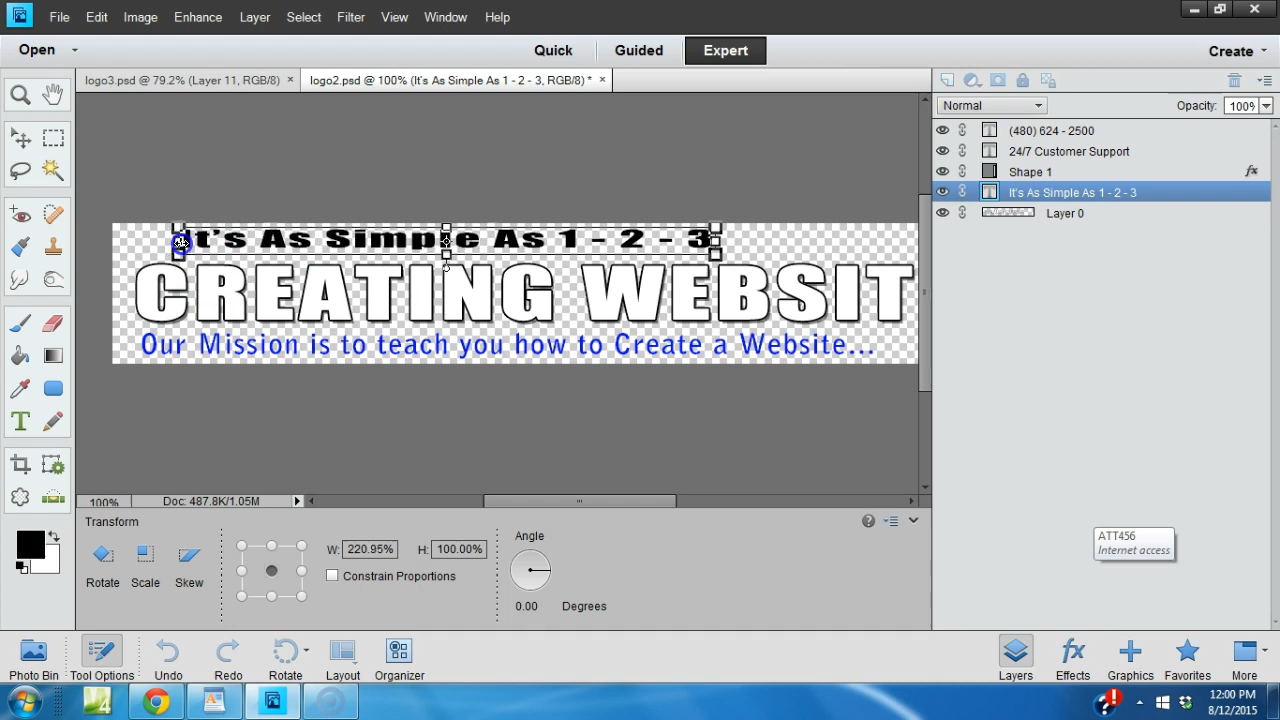 File Edit Image Enhance Layer Select Filter View Window Help
Open Quick Guided Expert Create
logo3.psd @ 79.2% (Layer 11, RGB/8) × logo2.psd @ 100% (It's As Simple As 1 - 2 - 3, RGB/8) * ×
Normal Opacity: 100%
(480) 624 - 2500
24/7 Customer Support
Shape 1 fx
It's As Simple As 1 - 2 - 3
Layer 0
It's As Simple As 1 - 2 - 3
CREATING WEBSIT
Our Mission is to teach you how to Create a Website...
100% Doc: 487.8K/1.05M
Transform
Rotate Scale Skew
W: 220.95% H: 100.00%
Constrain Proportions
Angle
0.00 Degrees
ATT456
Internet access
Photo Bin Tool Options Undo Redo Rotate Layout Organizer Layers Effects Graphics Favorites More
12:00 PM
8/12/2015